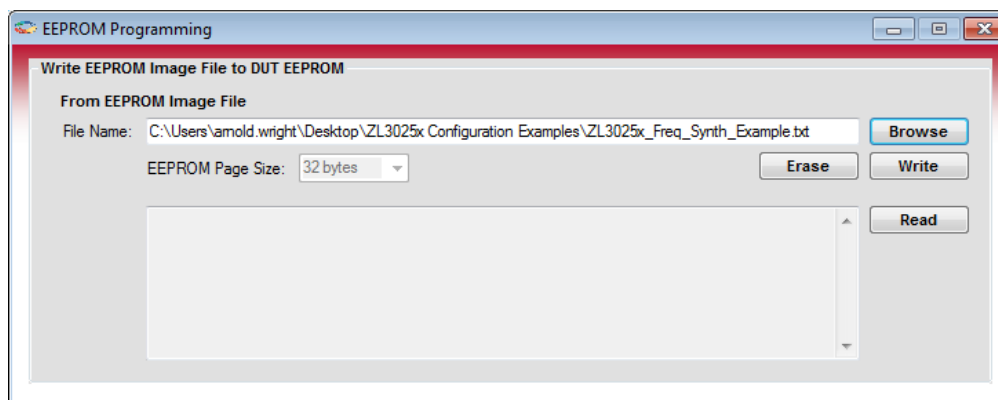 EEPROM Programming
Write EEPROM Image File to DUT EEPROM
From EEPROM Image File
File Name: C:\Users\arnold.wright\Desktop\ZL3025x Configuration Examples\ZL3025x_Freq_Synth_Example.txt Browse
EEPROM Page Size: 32 bytes Erase Write
Read